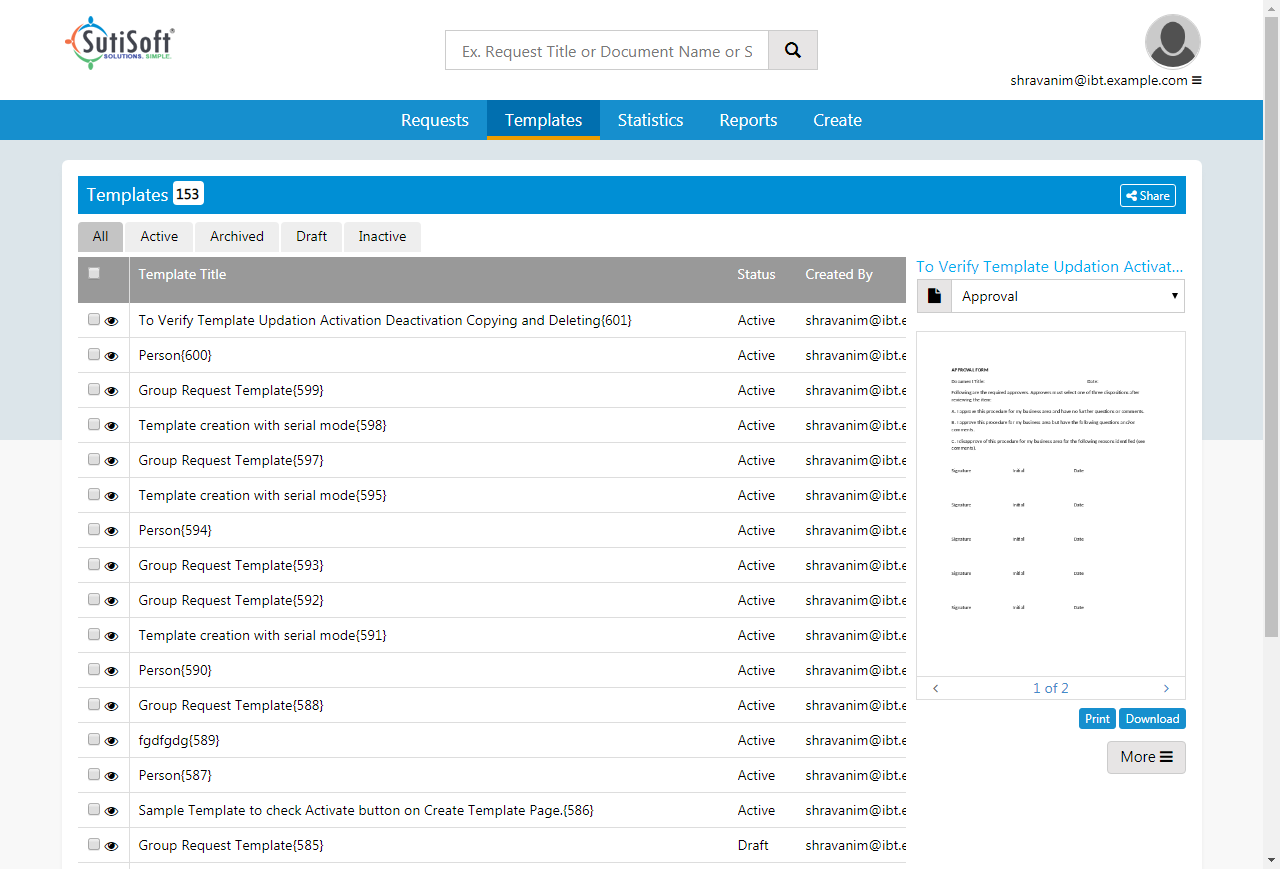 SutiSoft®
SOLUTIONS. SIMPLE.
Ex. Request Title or Document Name or S
shravanim@ibt.example.com
Requests Templates Statistics Reports Create
Templates 153 Share
All Active Archived Draft Inactive
Template Title Status Created By
To Verify Template Updation Activation Deactivation Copying and Deleting{601} Active shravanim@ibt.e
Person{600} Active shravanim@ibt.e
Group Request Template{599} Active shravanim@ibt.e
Template creation with serial mode{598} Active shravanim@ibt.e
Group Request Template{597} Active shravanim@ibt.e
Template creation with serial mode{595} Active shravanim@ibt.e
Person{594} Active shravanim@ibt.e
Group Request Template{593} Active shravanim@ibt.e
Group Request Template{592} Active shravanim@ibt.e
Template creation with serial mode{591} Active shravanim@ibt.e
Person{590} Active shravanim@ibt.e
Group Request Template{588} Active shravanim@ibt.e
fgdfgdg{589} Active shravanim@ibt.e
Person{587} Active shravanim@ibt.e
Sample Template to check Activate button on Create Template Page.{586} Active shravanim@ibt.e
Group Request Template{585} Draft shravanim@ibt.e
To Verify Template Updation Activat...
Approval
APPROVAL FORM
Document Title: Date:
Following are the required approvers. Approvers must select one of three dispositions after
reviewing the item:
A. I approve this procedure for my business area and have no further questions or comments.
B. I approve this procedure for my business area but have the following questions and/or
comments.
C. I disapprove of this procedure for my business area for the following reasons identified (see
comments).
Signature Initial Date
Signature Initial Date
Signature Initial Date
Signature Initial Date
Signature Initial Date
1 of 2
Print Download
More